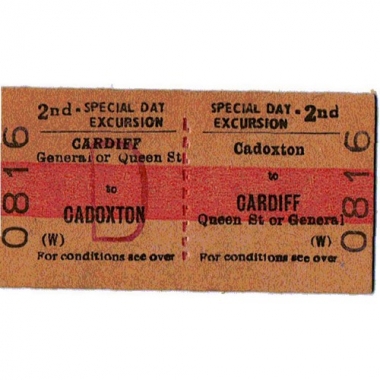 2nd - SPECIAL DAY
EXCURSION
CARDIFF
General or Queen St
to
CADOXTON
(W)
For conditions see over
0816
D
SPECIAL DAY - 2nd
EXCURSION
Cadoxton
to
CARDIFF
Queen St or General
(W)
For conditions see over
0816